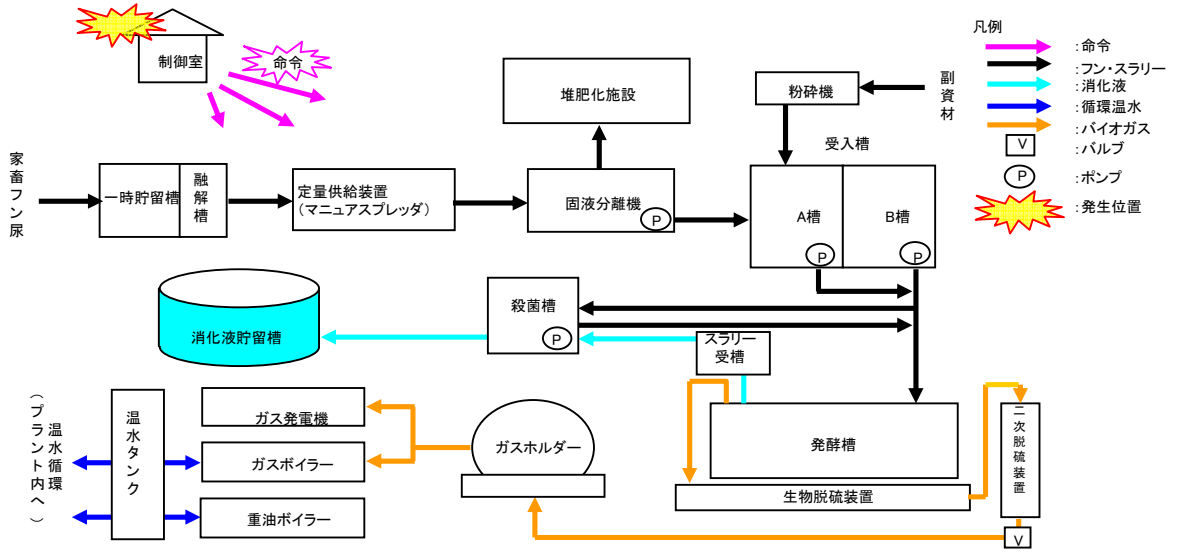 制御室
命令
堆肥化施設
粉砕機
副資材
凡例
:命令
:フン・スラリー
:消化液
:循環温水
:バイオガス
V
:バルブ
P
:ポンプ
:発生位置
受入槽
家畜フン尿
一時貯留槽
融解槽
定量供給装置
(マニュアスプレッダ)
固液分離機
P
A槽
P
B槽
P
消化液貯留槽
殺菌槽
P
スラリー
受槽
(プラント内へ)
温水循環
温水タンク
ガス発電機
ガスボイラー
重油ボイラー
ガスホルダー
発酵槽
生物脱硫装置
二次脱硫装置
V